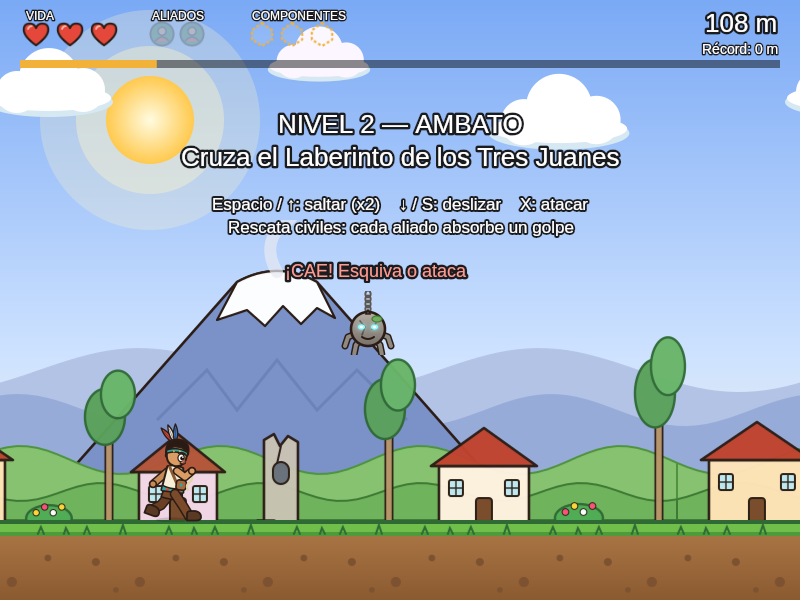 VIDA
ALIADOS
COMPONENTES
108 m
Récord: 0 m
NIVEL 2 — AMBATO
Cruza el Laberinto de los Tres Juanes
Espacio / ↑: saltar (x2) ↓ / S: deslizar X: atacar
Rescata civiles: cada aliado absorbe un golpe
¡CAE! Esquiva o ataca